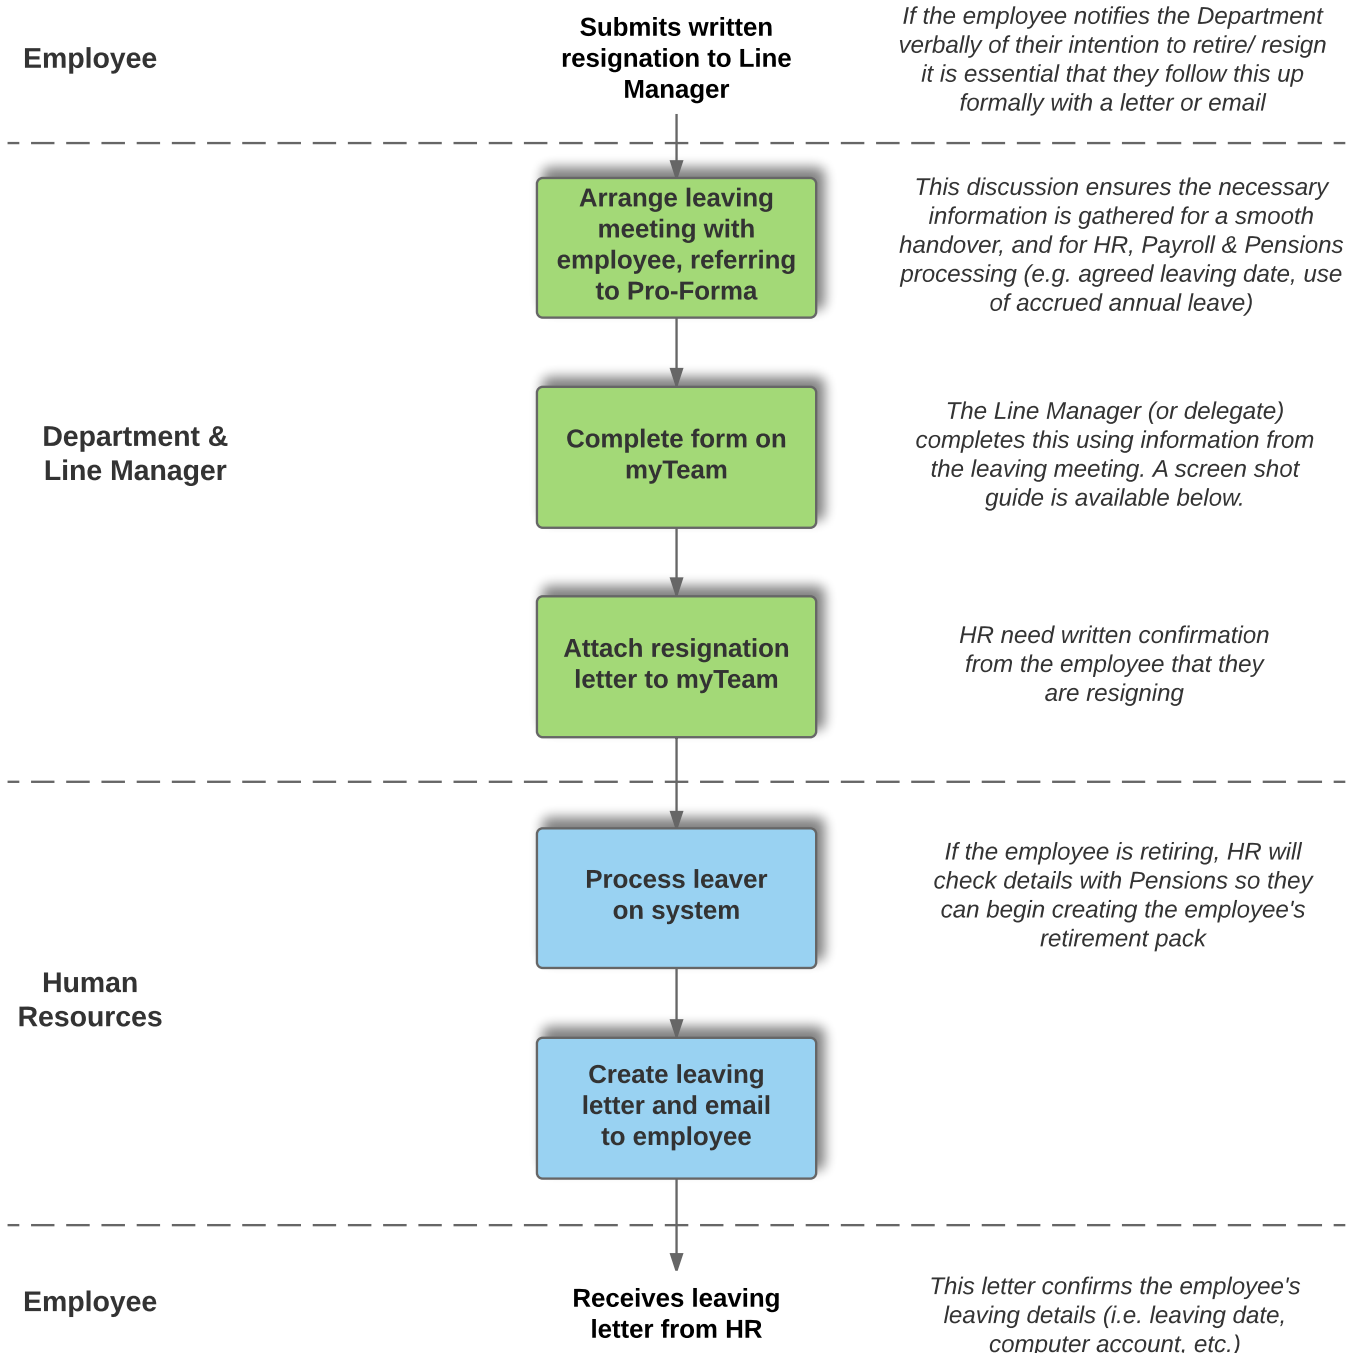 Employee
Submits written
resignation to Line
Manager
If the employee notifies the Department
verbally of their intention to retire/ resign
it is essential that they follow this up
formally with a letter or email
Department &
Line Manager
Arrange leaving
meeting with
employee, referring
to Pro-Forma
This discussion ensures the necessary
information is gathered for a smooth
handover, and for HR, Payroll & Pensions
processing (e.g. agreed leaving date, use
of accrued annual leave)
Complete form on
myTeam
The Line Manager (or delegate)
completes this using information from
the leaving meeting. A screen shot
guide is available below.
Attach resignation
letter to myTeam
HR need written confirmation
from the employee that they
are resigning
Human
Resources
Process leaver
on system
If the employee is retiring, HR will
check details with Pensions so they
can begin creating the employee's
retirement pack
Create leaving
letter and email
to employee
Employee
Receives leaving
letter from HR
This letter confirms the employee's
leaving details (i.e. leaving date,
computer account, etc.)